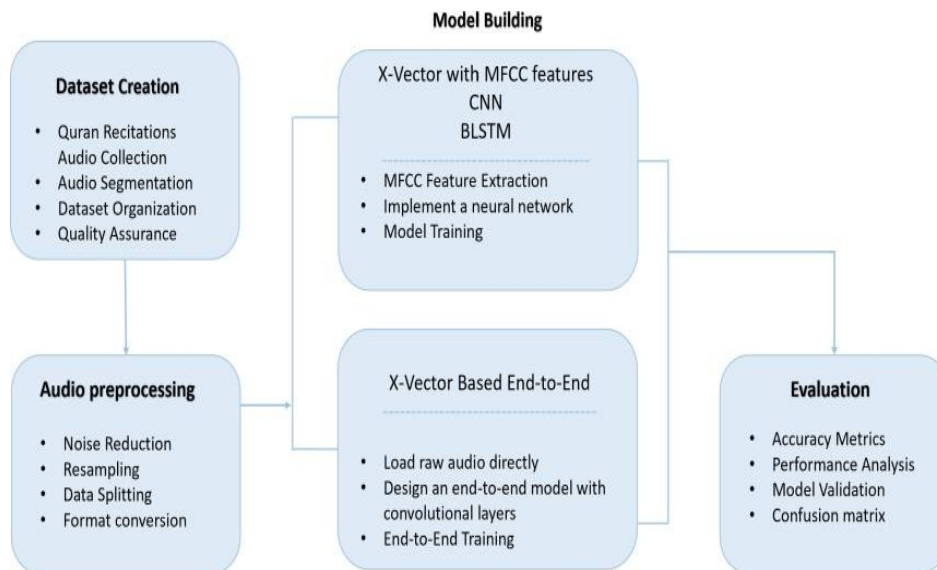 Model Building
Dataset Creation
• Quran Recitations
Audio Collection
• Audio Segmentation
• Dataset Organization
• Quality Assurance
Audio preprocessing
• Noise Reduction
• Resampling
• Data Splitting
• Format conversion
X-Vector with MFCC features
CNN
BLSTM
• MFCC Feature Extraction
• Implement a neural network
• Model Training
X-Vector Based End-to-End
• Load raw audio directly
• Design an end-to-end model with
convolutional layers
• End-to-End Training
Evaluation
• Accuracy Metrics
• Performance Analysis
• Model Validation
• Confusion matrix